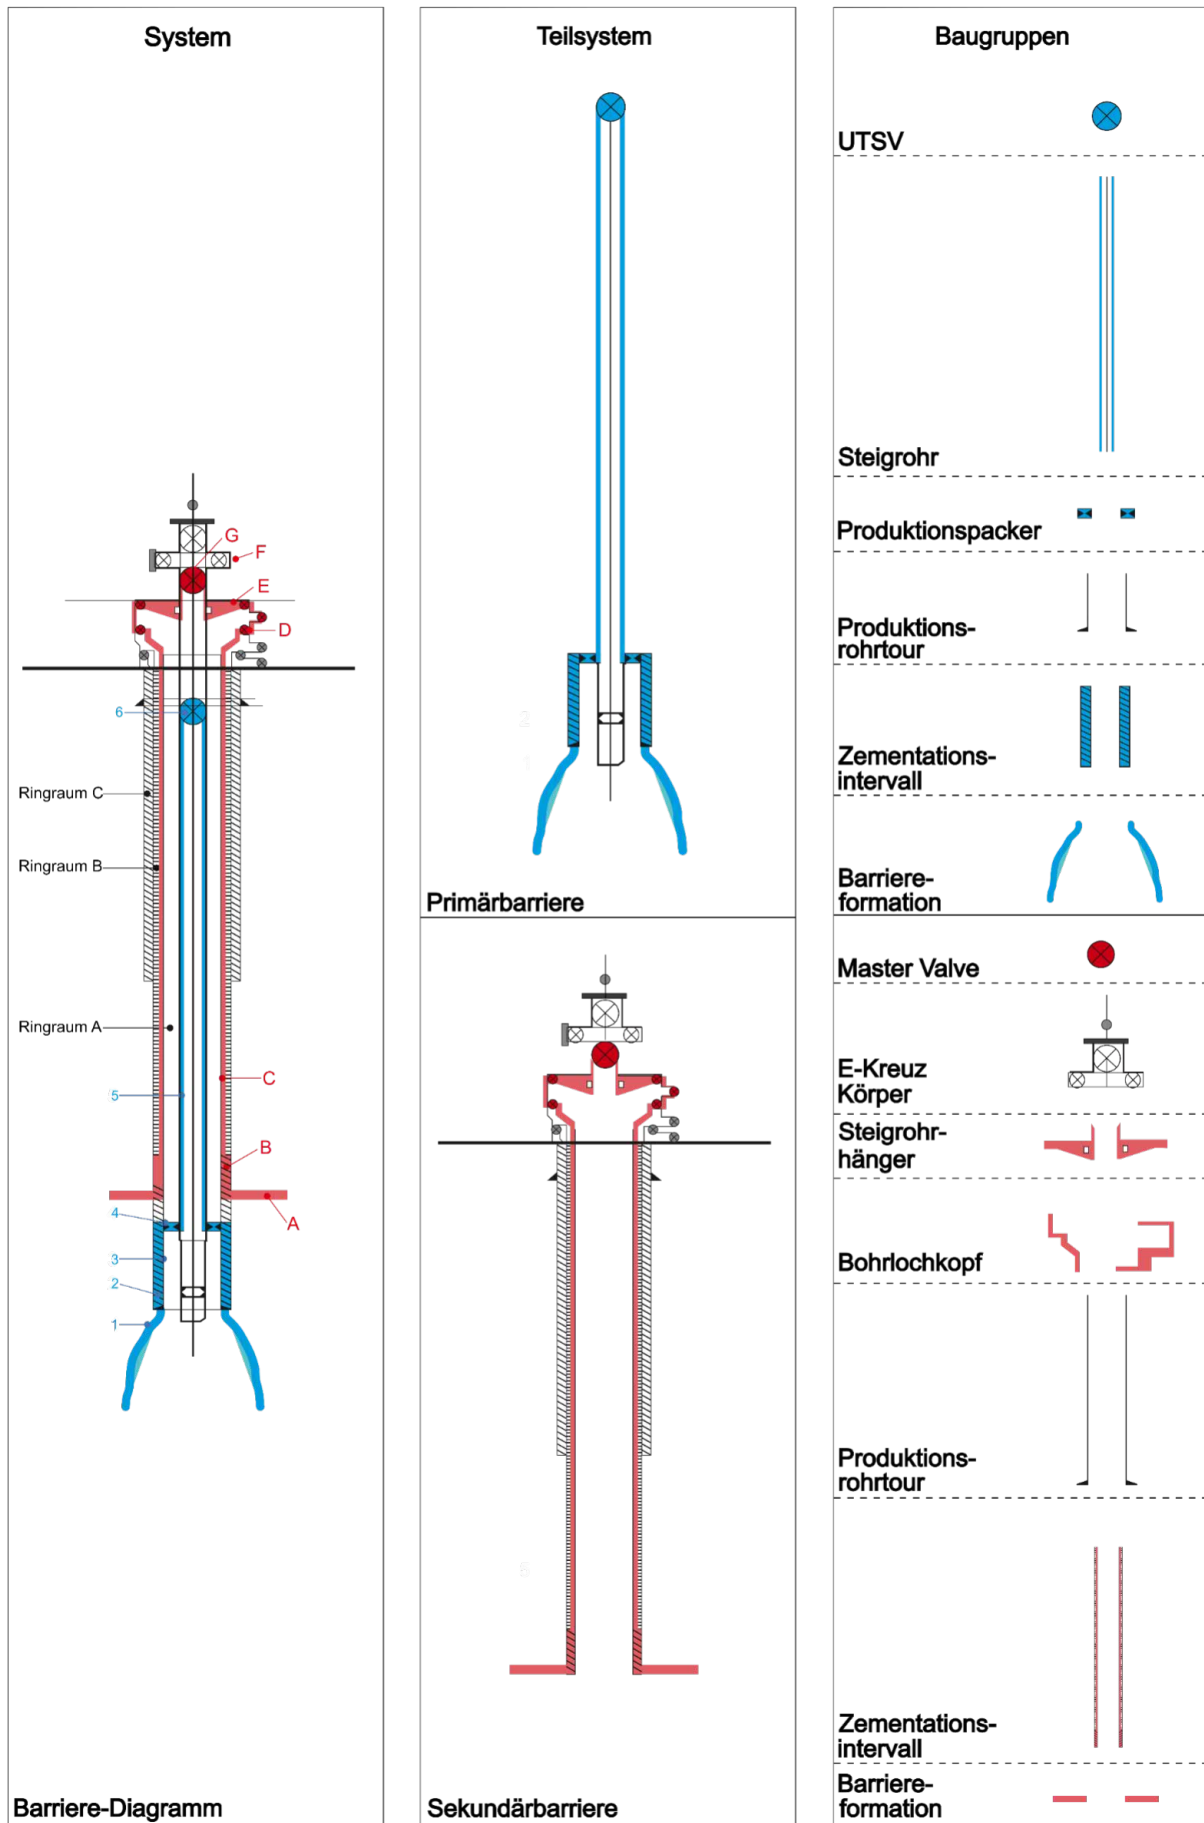 System
G
F
E
D
6
Ringraum C
Ringraum B
Ringraum A
C
5
B
A
4
3
2
1
Barriere-Diagramm
Teilsystem
Primärbarriere
Sekundärbarriere
Baugruppen
UTSV
Steigrohr
Produktionspacker
Produktions-
rohrtour
Zementations-
intervall
Barriere-
formation
Master Valve
E-Kreuz
Körper
Steigrohr-
hänger
Bohrlochkopf
Produktions-
rohrtour
Zementations-
intervall
Barriere-
formation